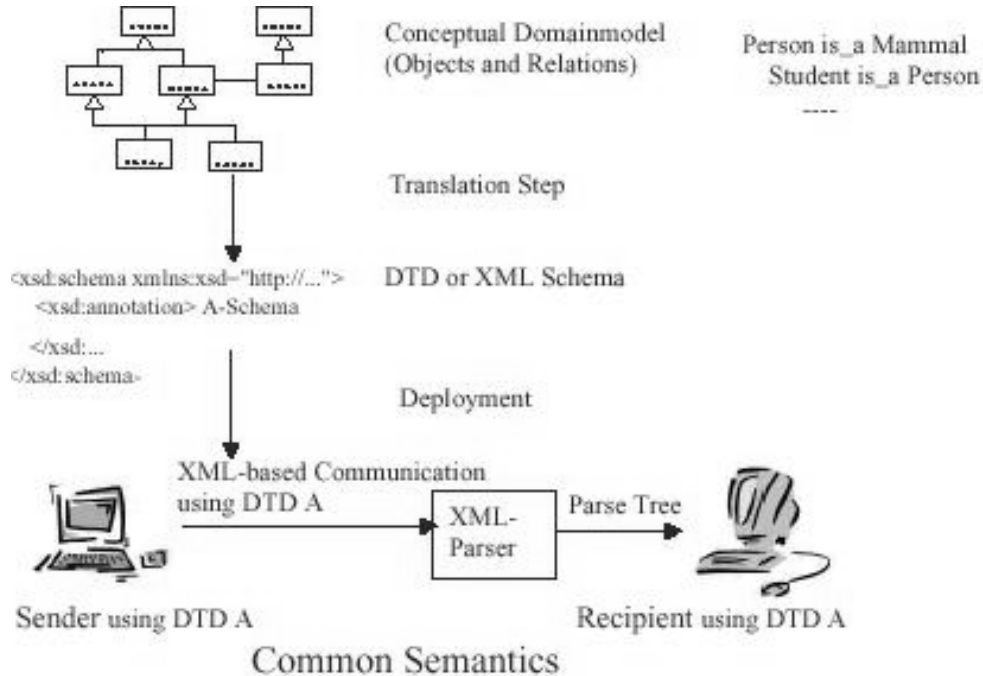 Conceptual Domainmodel
(Objects and Relations)
Person is_a Mammal
Student is_a Person
----
Translation Step
<xsd:schema xmlns:xsd="http://...">
<xsd:annotation> A-Schema
</xsd:...
</xsd:schema-
DTD or XML Schema
Deployment
XML-based Communication
using DTD A
XML-
Parser
Parse Tree
Sender using DTD A
Recipient using DTD A
Common Semantics